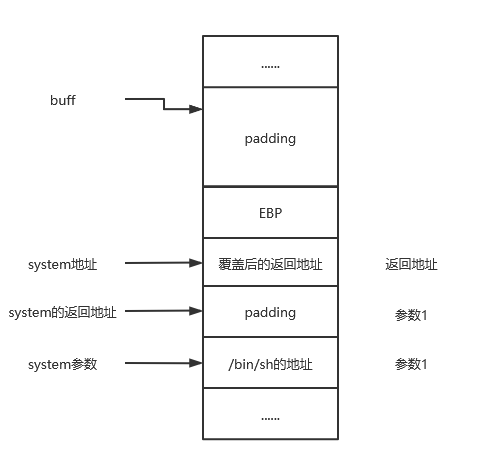 ......
buff
padding
EBP
system地址
覆盖后的返回地址
返回地址
system的返回地址
padding
参数1
system参数
/bin/sh的地址
参数1
......